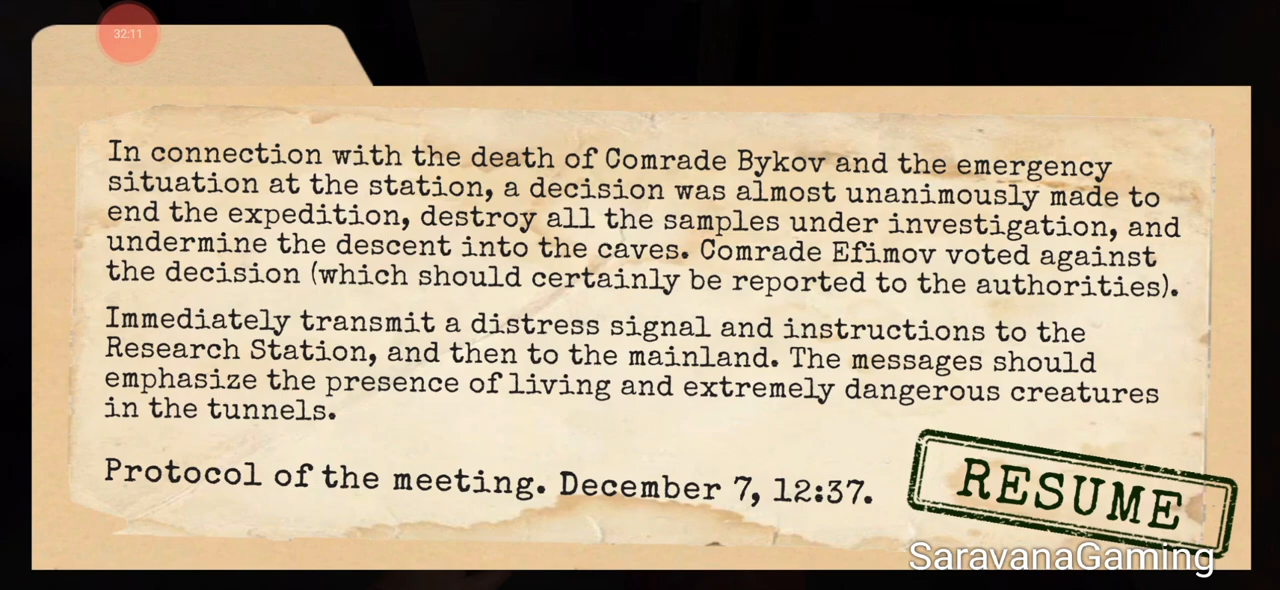 32:11
In connection with the death of Comrade Bykov and the emergency
situation at the station, a decision was almost unanimously made to
end the expedition, destroy all the samples under investigation, and
undermine the descent into the caves. Comrade Efimov voted against
the decision (which should certainly be reported to the authorities).
Immediately transmit a distress signal and instructions to the
Research Station, and then to the mainland. The messages should
emphasize the presence of living and extremely dangerous creatures
in the tunnels.
Protocol of the meeting. December 7, 12:37.
RESUME
SaravanaGaming